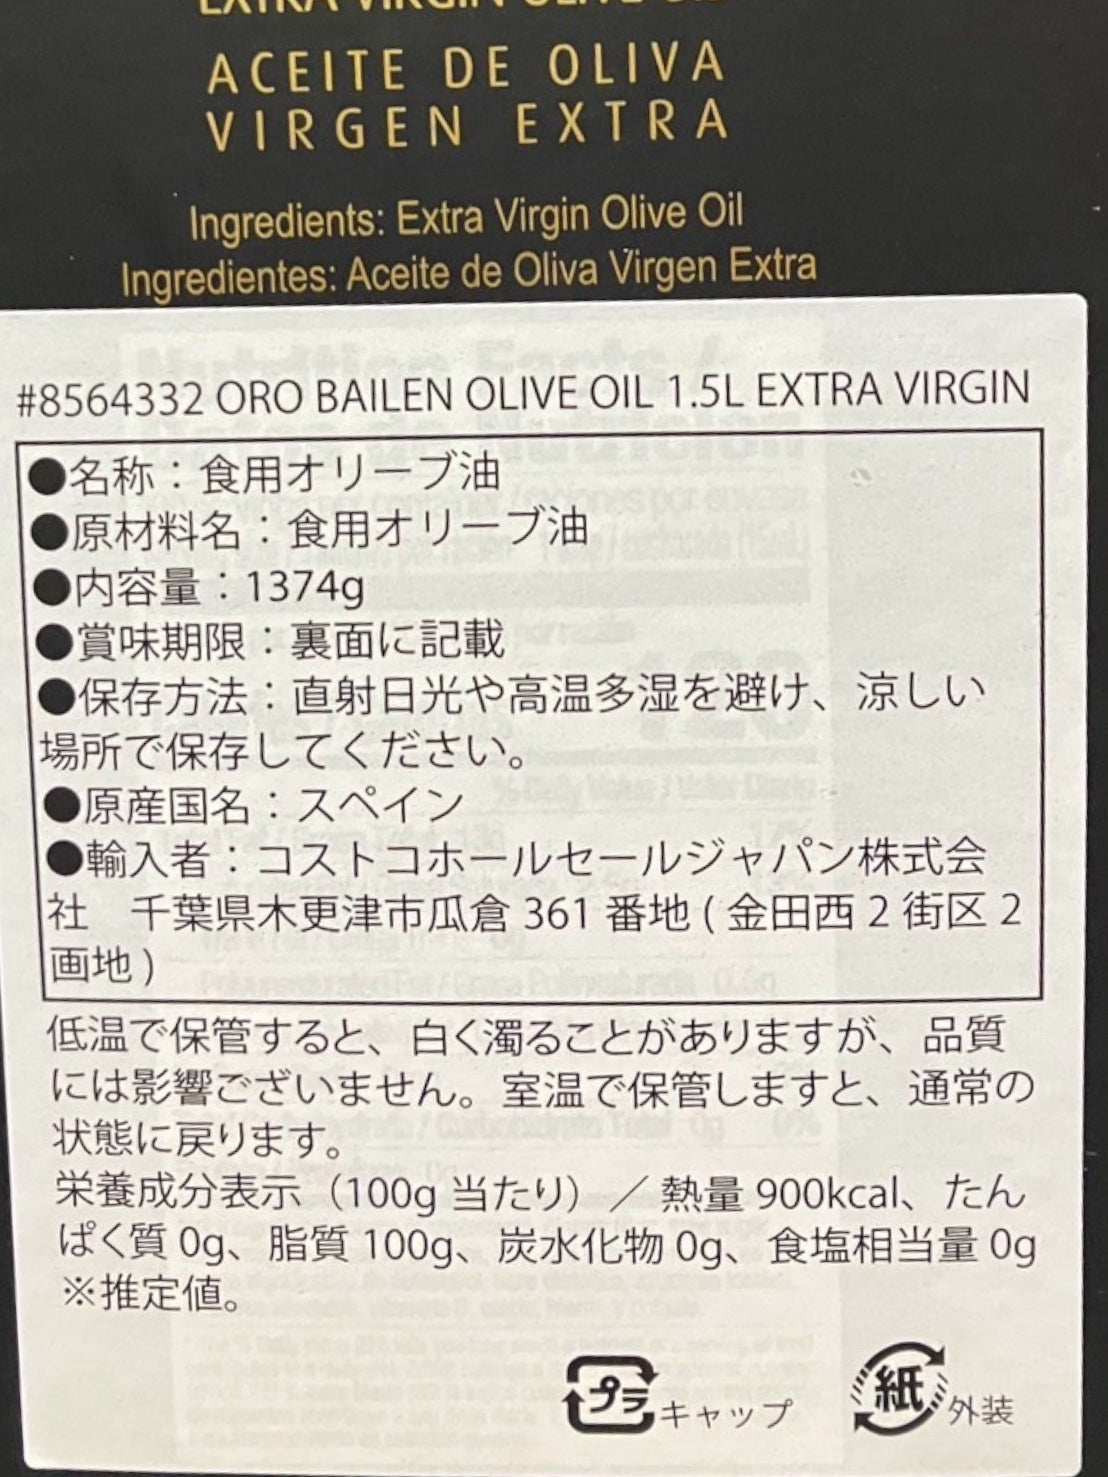 EXTRA VIRGIN OLIVE OIL
ACEITE DE OLIVA
VIRGEN EXTRA
Ingredients: Extra Virgin Olive Oil
Ingredientes: Aceite de Oliva Virgen Extra
#8564332 ORO BAILEN OLIVE OIL 1.5L EXTRA VIRGIN
●名称：食用オリーブ油
●原材料名：食用オリーブ油
●内容量：1374g
●賞味期限：裏面に記載
●保存方法：直射日光や高温多湿を避け、涼しい
場所で保存してください。
●原産国名：スペイン
●輸入者：コストコホールセールジャパン株式会
社　千葉県木更津市瓜倉 361 番地 ( 金田西 2 街区 2
画地 )
低温で保管すると、白く濁ることがありますが、品質
には影響ございません。室温で保管しますと、通常の
状態に戻ります。
栄養成分表示（100g 当たり）／熱量 900kcal、たん
ぱく質 0g、脂質 100g、炭水化物 0g、食塩相当量 0g
※推定値。
プラ キャップ 紙 外装